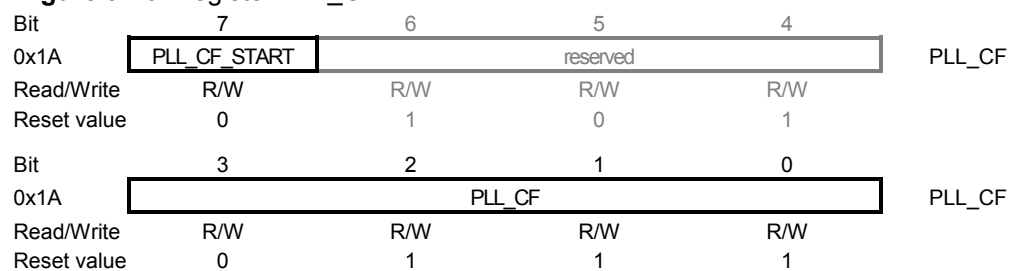 Bit 7 6 5 4
0x1A PLL_CF_START reserved PLL_CF
Read/Write R/W R/W R/W R/W
Reset value 0 1 0 1
Bit 3 2 1 0
0x1A PLL_CF PLL_CF
Read/Write R/W R/W R/W R/W
Reset value 0 1 1 1